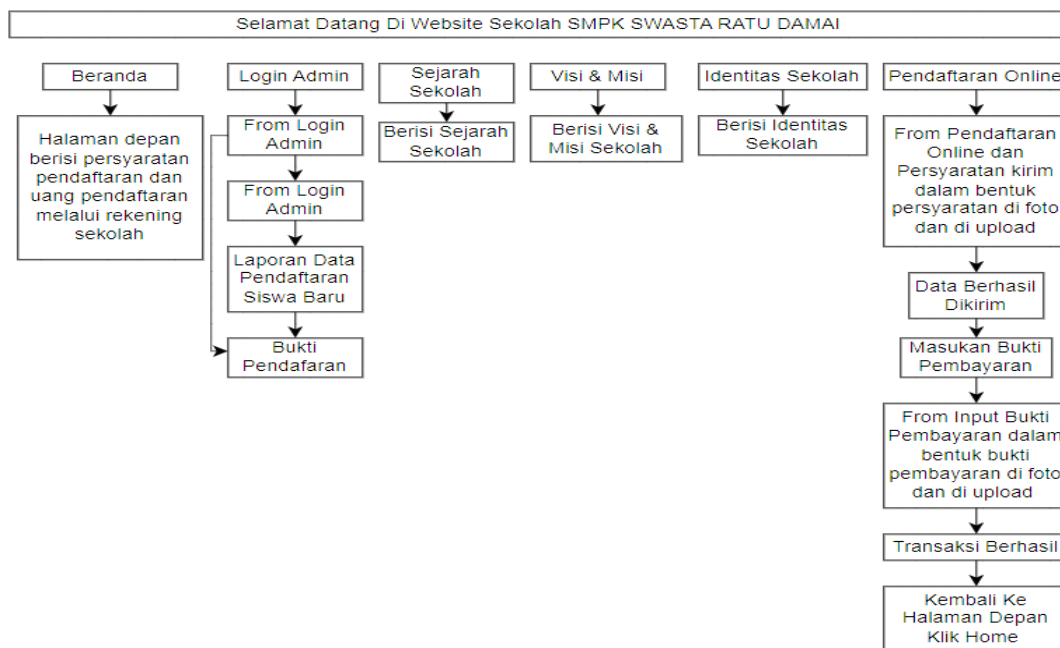 Selamat Datang Di Website Sekolah SMPK SWASTA RATU DAMAI
Beranda
Halaman depan
berisi persyaratan
pendaftaran dan
uang pendaftaran
melalui rekening
sekolah
Login Admin
From Login
Admin
From Login
Admin
Laporan Data
Pendaftaran
Siswa Baru
Bukti
Pendafaran
Sejarah
Sekolah
Berisi Sejarah
Sekolah
Visi & Misi
Berisi Visi &
Misi Sekolah
Identitas Sekolah
Berisi Identitas
Sekolah
Pendaftaran Online
From Pendaftaran
Online dan
Persyaratan kirim
dalam bentuk
persyaratan di foto
dan di upload
Data Berhasil
Dikirim
Masukan Bukti
Pembayaran
From Input Bukti
Pembayaran dalam
bentuk bukti
pembayaran di foto
dan di upload
Transaksi Berhasil
Kembali Ke
Halaman Depan
Klik Home